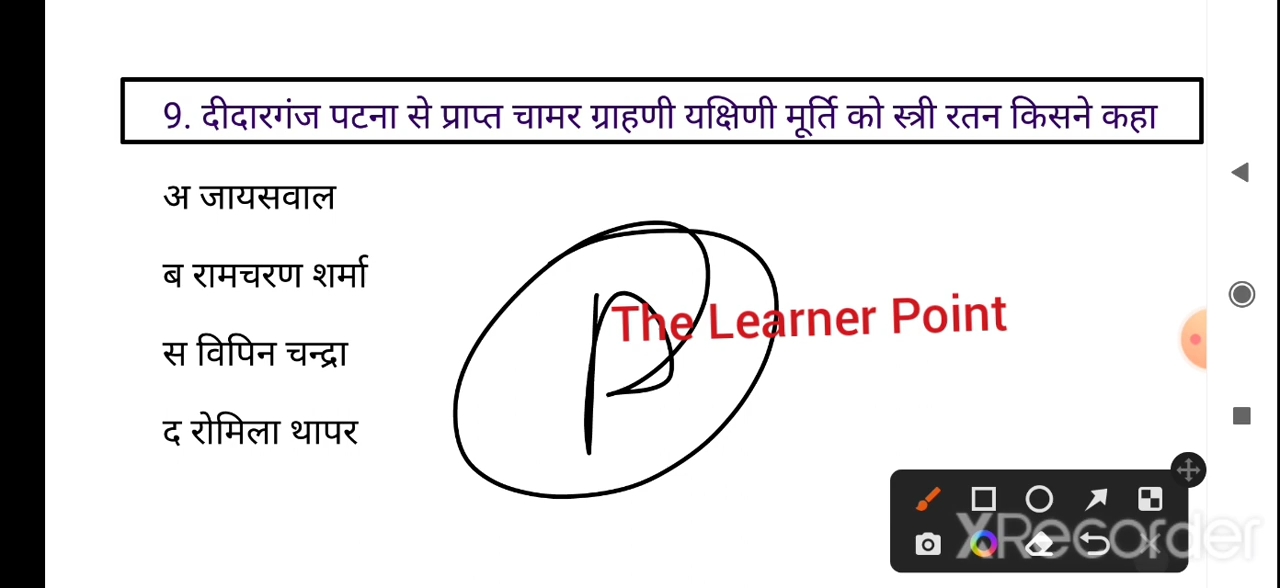 9. दीदारगंज पटना से प्राप्त चामर ग्राहणी यक्षिणी मूर्ति को स्त्री रतन किसने कहा
अ जायसवाल
ब रामचरण शर्मा
P
The Learner Point
स विपिन चन्द्रा
द रोमिला थापर
XRecorder